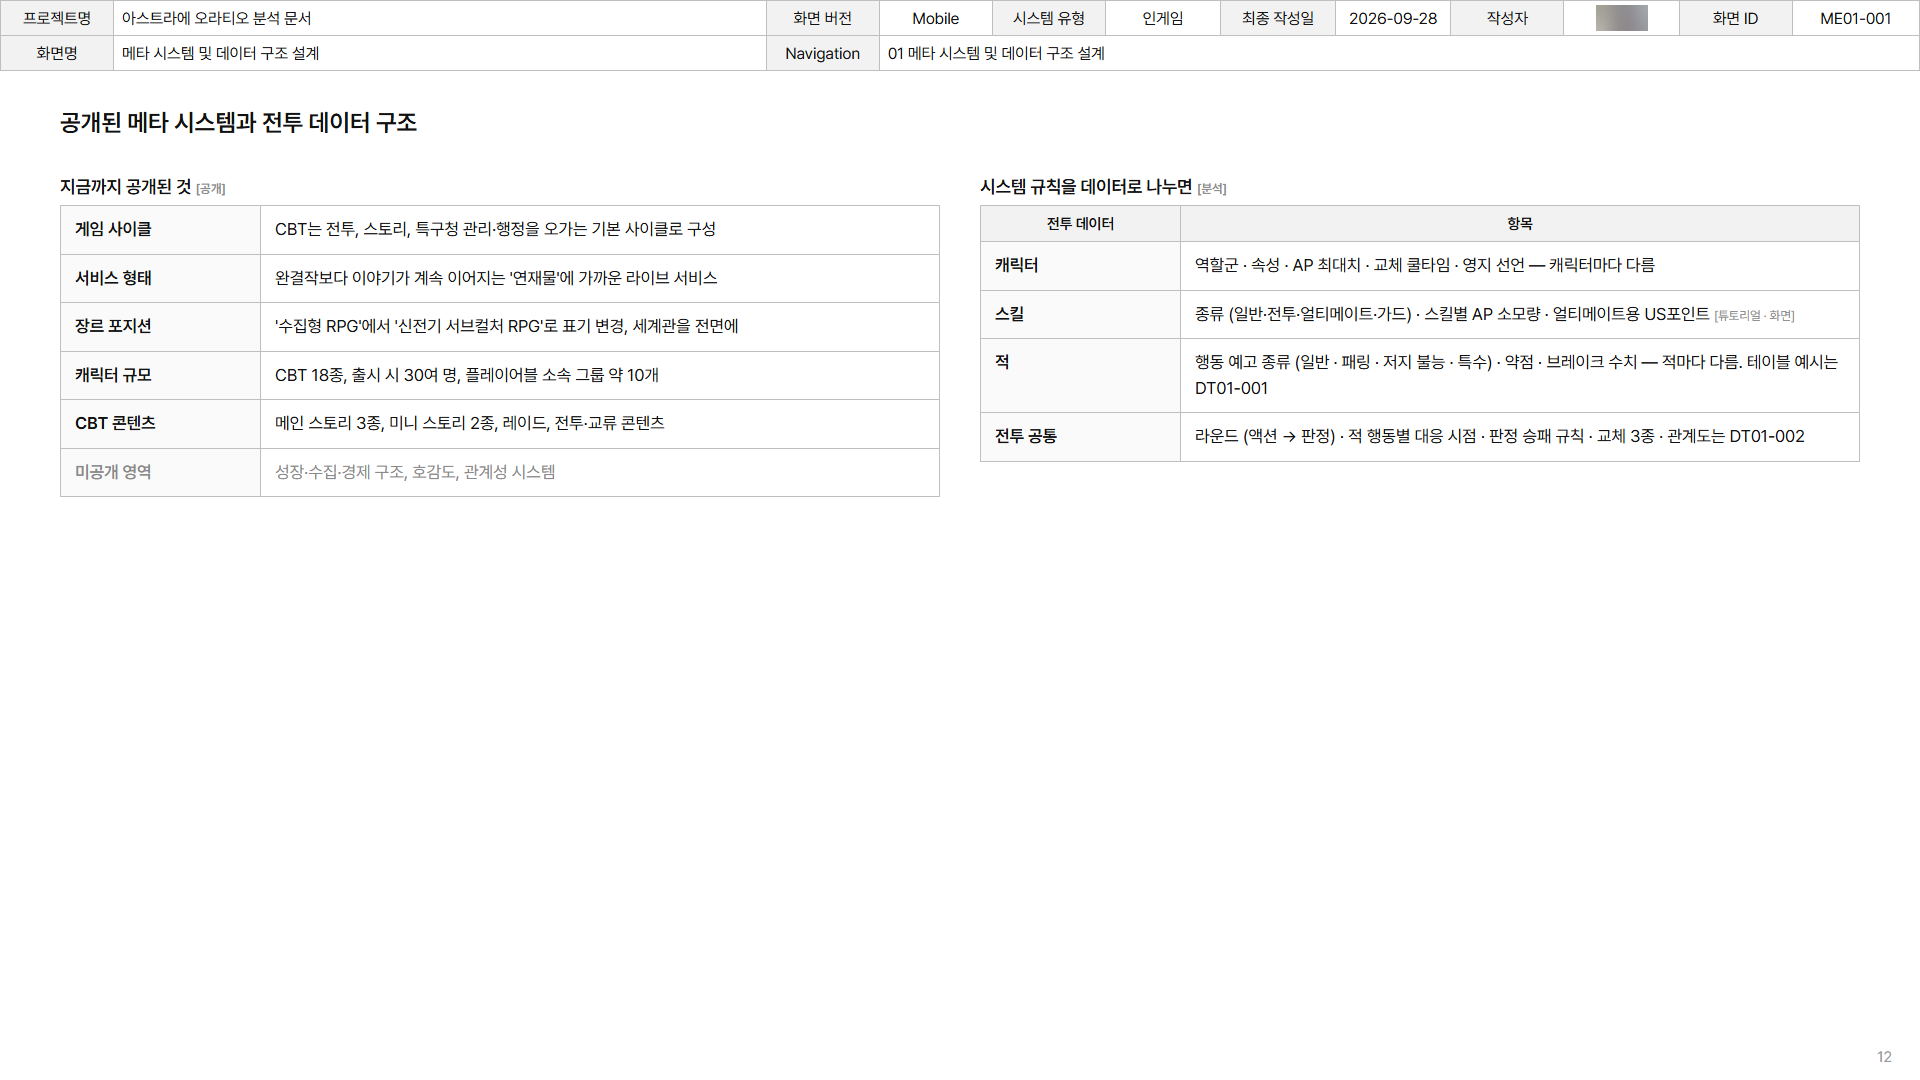 프로젝트명 아스트라에 오라티오 분석 문서 화면 버전 Mobile 시스템 유형 인게임 최종 작성일 2026-09-28 작성자 화면 ID ME01-001
화면명 메타 시스템 및 데이터 구조 설계 Navigation 01 메타 시스템 및 데이터 구조 설계
공개된 메타 시스템과 전투 데이터 구조
지금까지 공개된 것 [공개]
게임 사이클 CBT는 전투, 스토리, 특구청 관리·행정을 오가는 기본 사이클로 구성
서비스 형태 완결작보다 이야기가 계속 이어지는 '연재물'에 가까운 라이브 서비스
장르 포지션 '수집형 RPG'에서 '신전기 서브컬처 RPG'로 표기 변경, 세계관을 전면에
캐릭터 규모 CBT 18종, 출시 시 30여 명, 플레이어블 소속 그룹 약 10개
CBT 콘텐츠 메인 스토리 3종, 미니 스토리 2종, 레이드, 전투·교류 콘텐츠
미공개 영역 성장·수집·경제 구조, 호감도, 관계성 시스템
시스템 규칙을 데이터로 나누면 [분석]
전투 데이터 항목
캐릭터 역할군 · 속성 · AP 최대치 · 교체 쿨타임 · 영지 선언 — 캐릭터마다 다름
스킬 종류 (일반·전투·얼티메이트·가드) · 스킬별 AP 소모량 · 얼티메이트용 US포인트 [튜토리얼 · 화면]
적 행동 예고 종류 (일반 · 패링 · 저지 불능 · 특수) · 약점 · 브레이크 수치 — 적마다 다름. 테이블 예시는
DT01-001
전투 공통 라운드 (액션 → 판정) · 적 행동별 대응 시점 · 판정 승패 규칙 · 교체 3종 · 관계도는 DT01-002
12